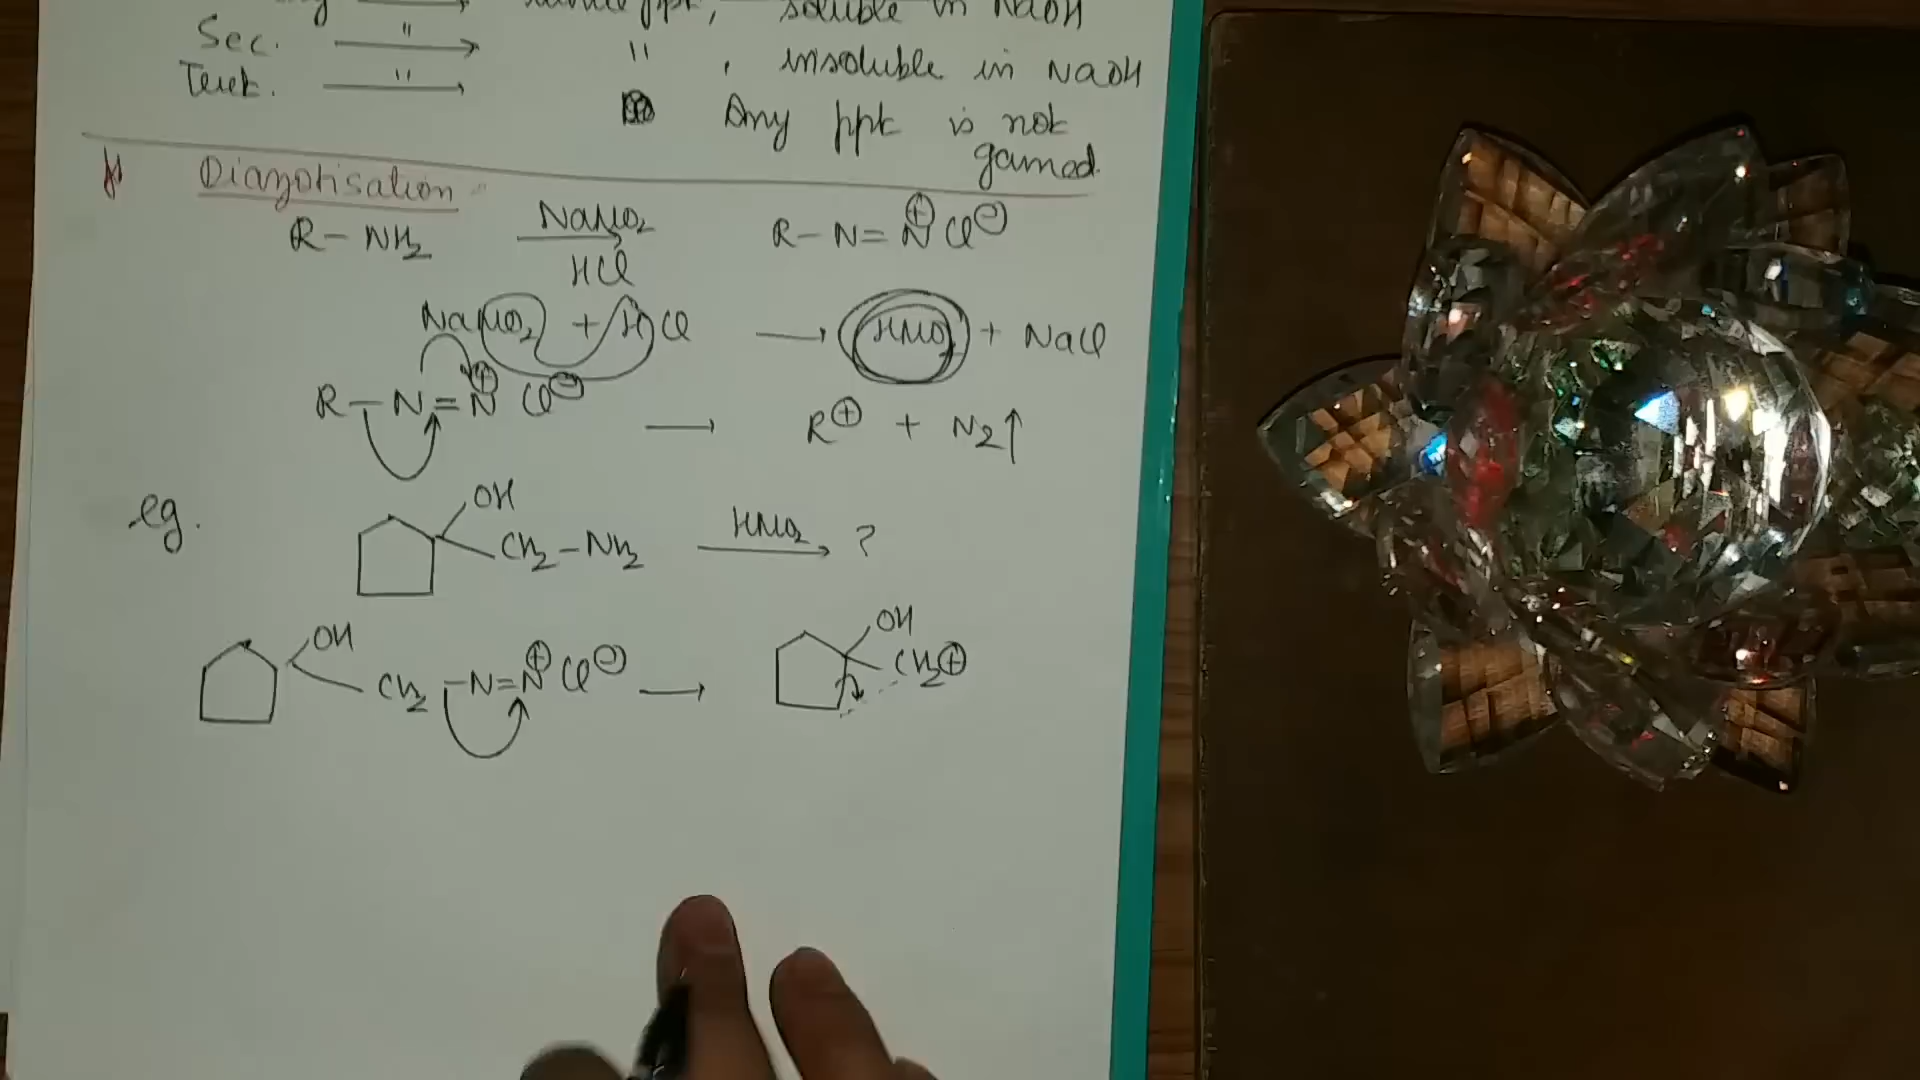 soluble in NaOH
Sec. " " , insoluble in NaOH
Tert. " Any ppt is not
gamed.
Diazotisation
R-NH2 NaNO2 HCl R-N=N⊕ Cl⊖
NaNO2 + HCl → HNO2 + NaCl
R-N=N⊕ Cl⊖ → R⊕ + N2↑
eg. OH CH2-NH2 HNO2 → ?
OH CH2-N=N⊕ Cl⊖ → OH CH2⊕